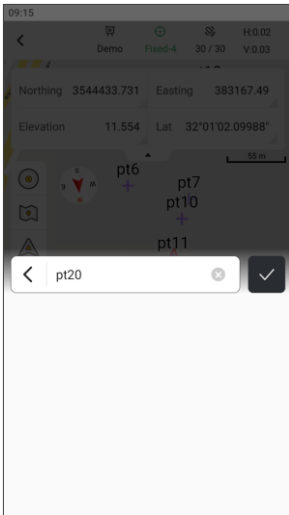 09:15
H:0.02
Demo Fixed-4 30 / 30 V:0.03
Northing 3544433.731 Easting 383167.49
Elevation 11.554 Lat 32°01'02.09988"
55 m
pt6
pt7
pt10
pt11
pt20